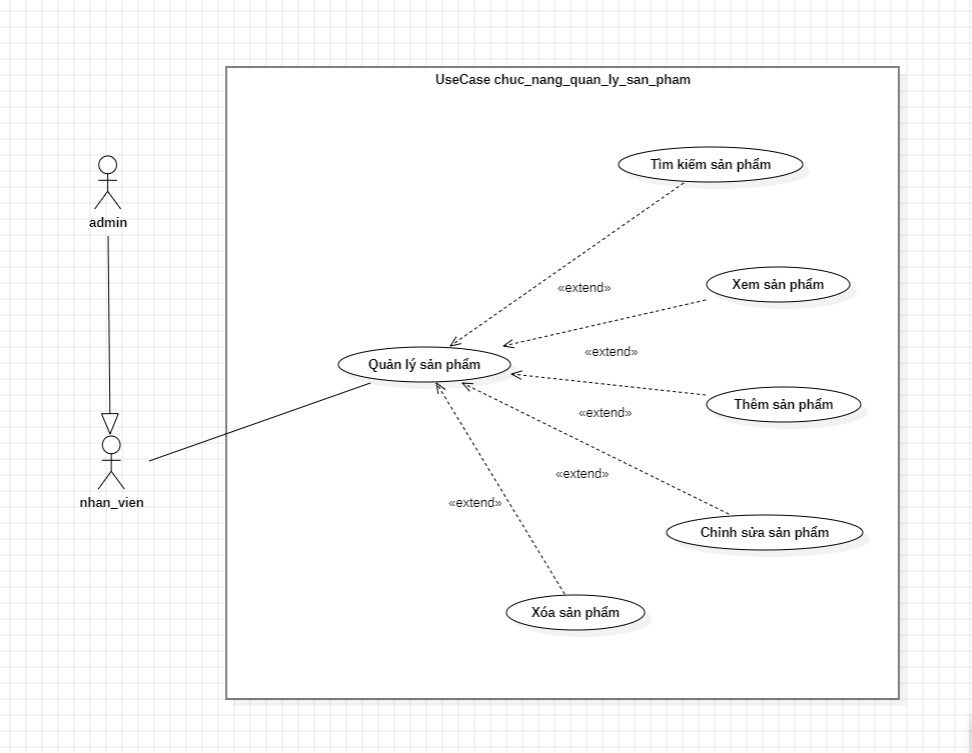 UseCase chuc_nang_quan_ly_san_pham
Tìm kiếm sản phẩm
admin
Xem sản phẩm
«extend»
«extend»
Quản lý sản phẩm
Thêm sản phẩm
«extend»
«extend»
nhan_vien
«extend»
Chỉnh sửa sản phẩm
Xóa sản phẩm